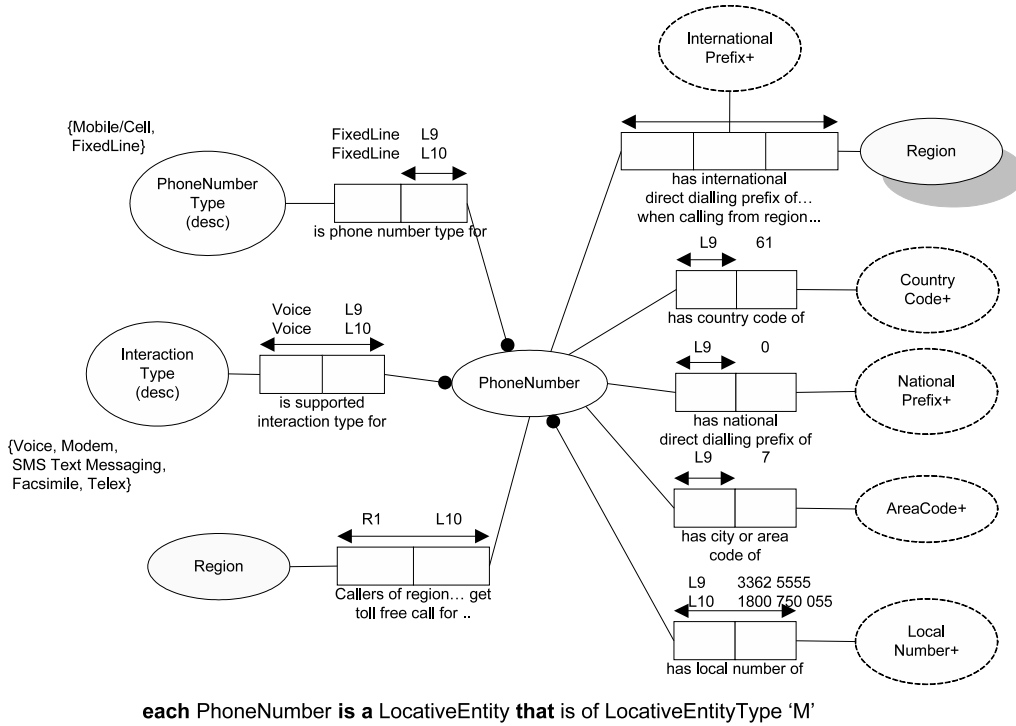 International
Prefix+
{Mobile/Cell,
FixedLine}
FixedLine L9
FixedLine L10
PhoneNumber
Type
(desc)
is phone number type for
Region
has international
direct dialling prefix of…
when calling from region...
L9 61
Country
Code+
has country code of
Voice L9
Voice L10
Interaction
Type
(desc)
is supported
interaction type for
PhoneNumber
L9 0
National
Prefix+
has national
direct dialling prefix of
{Voice, Modem,
SMS Text Messaging,
Facsimile, Telex}
L9 7
AreaCode+
has city or area
code of
R1 L10
Region
Callers of region… get
toll free call for ..
L9 3362 5555
L10 1800 750 055
Local
Number+
has local number of
each PhoneNumber is a LocativeEntity that is of LocativeEntityType ‘M’